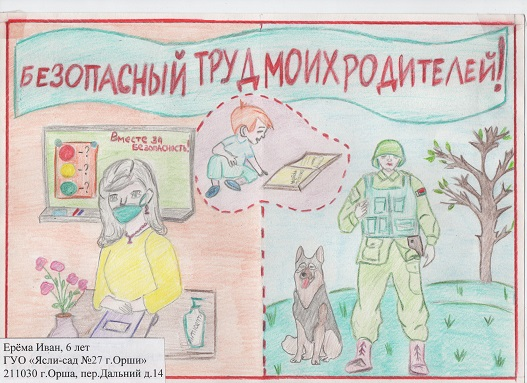 БЕЗОПАСНЫЙ ТРУД МОИХ РОДИТЕЛЕЙ!
Вместе за
Безопасность!
-?
-?
-?
Ерёма Иван, 6 лет
ГУО «Ясли-сад №27 г.Орши»
211030 г.Орша, пер.Дальний д.14